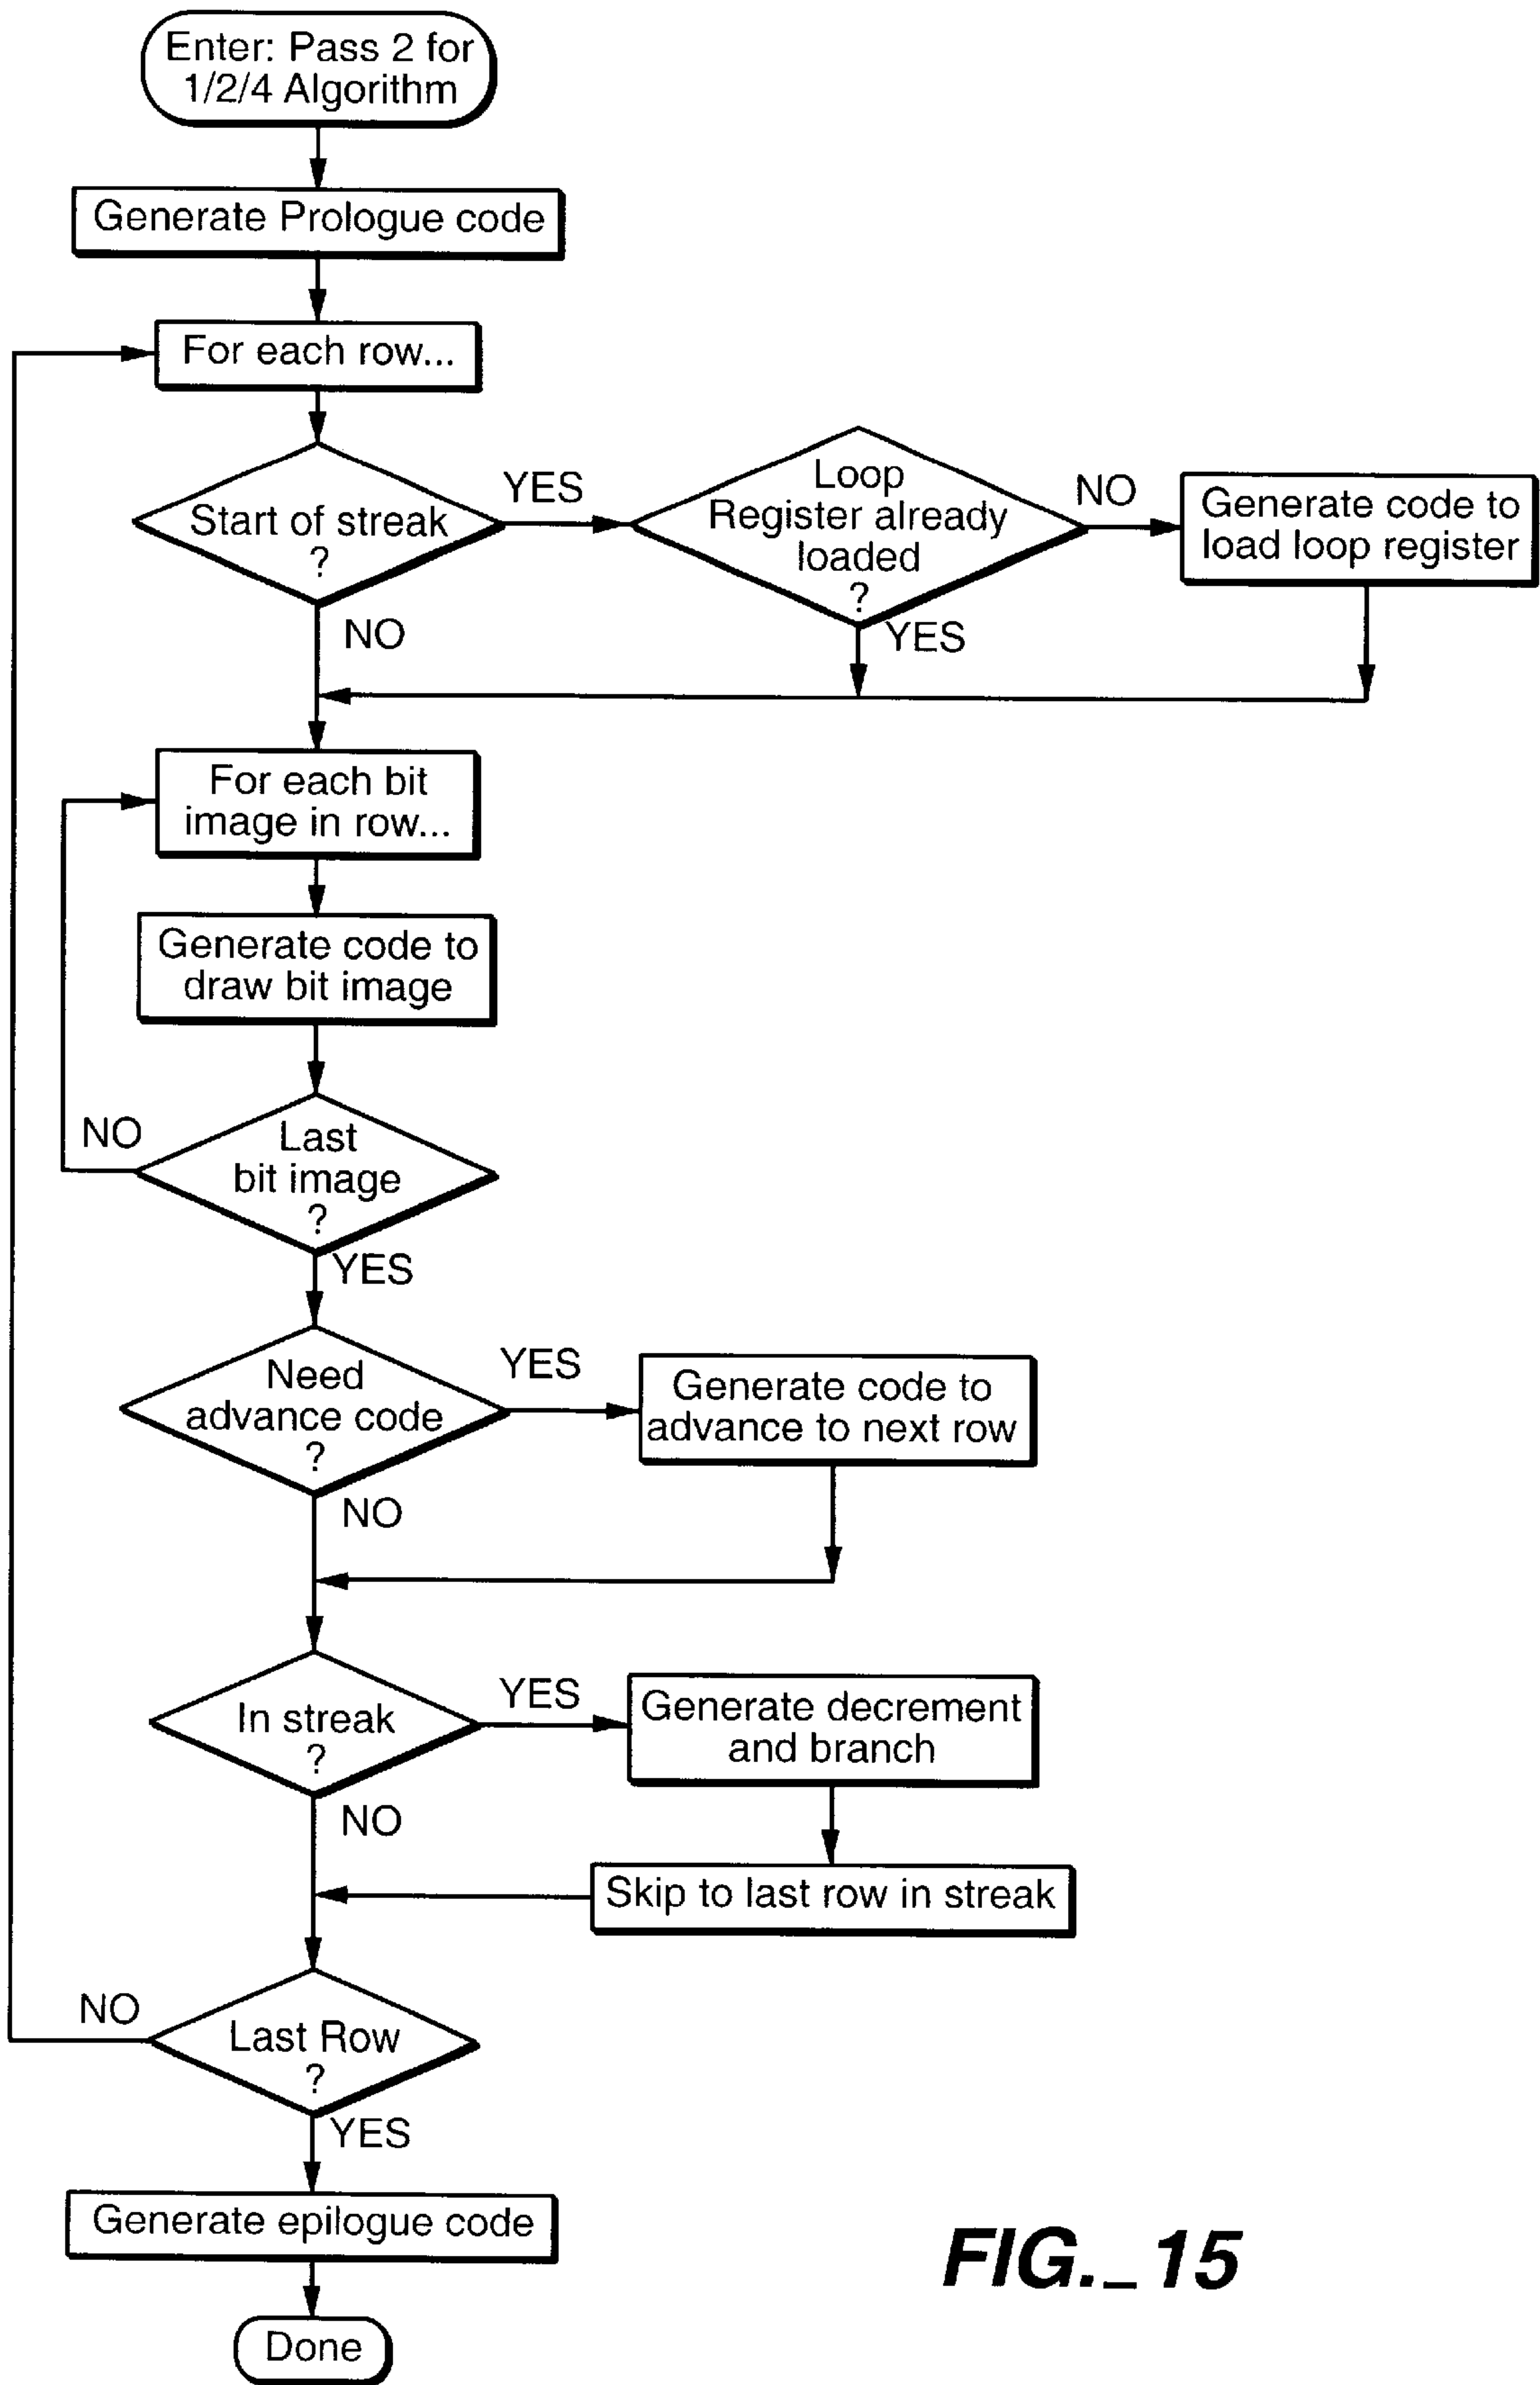 Enter: Pass 2 for
1/2/4 Algorithm
Generate Prologue code
For each row...
Start of streak
?
YES
NO
Loop
Register already
loaded
?
YES
NO
Generate code to
load loop register
For each bit
image in row...
Generate code to
draw bit image
Last
bit image
?
NO
YES
Need
advance code
?
YES
NO
Generate code to
advance to next row
In streak
?
YES
NO
Generate decrement
and branch
Skip to last row in streak
Last Row
?
NO
YES
Generate epilogue code
Done
FIG._15